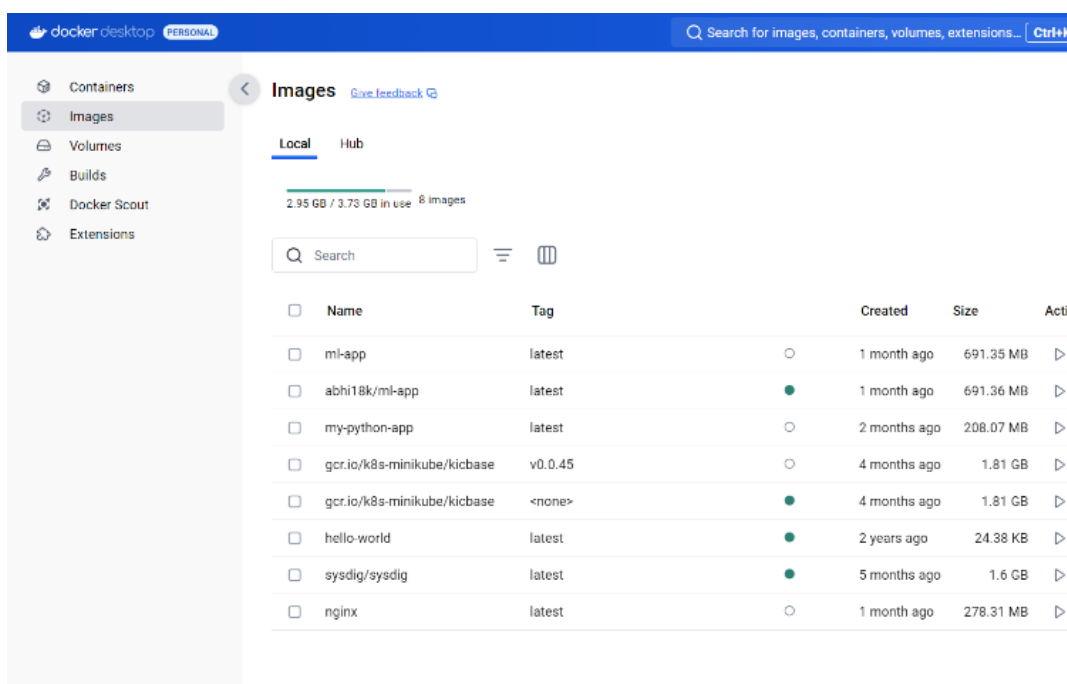 docker desktop PERSONAL
Search for images, containers, volumes, extensions... Ctrl+K
Containers
Images
Volumes
Builds
Docker Scout
Extensions
Images Give feedback
Local Hub
2.95 GB / 3.73 GB in use 8 images
Search
Name Tag Created Size Acti
ml-app latest 1 month ago 691.35 MB
abhi18k/ml-app latest 1 month ago 691.36 MB
my-python-app latest 2 months ago 208.07 MB
gcr.io/k8s-minikube/kicbase v0.0.45 4 months ago 1.81 GB
gcr.io/k8s-minikube/kicbase <none> 4 months ago 1.81 GB
hello-world latest 2 years ago 24.38 KB
sysdig/sysdig latest 5 months ago 1.6 GB
nginx latest 1 month ago 278.31 MB